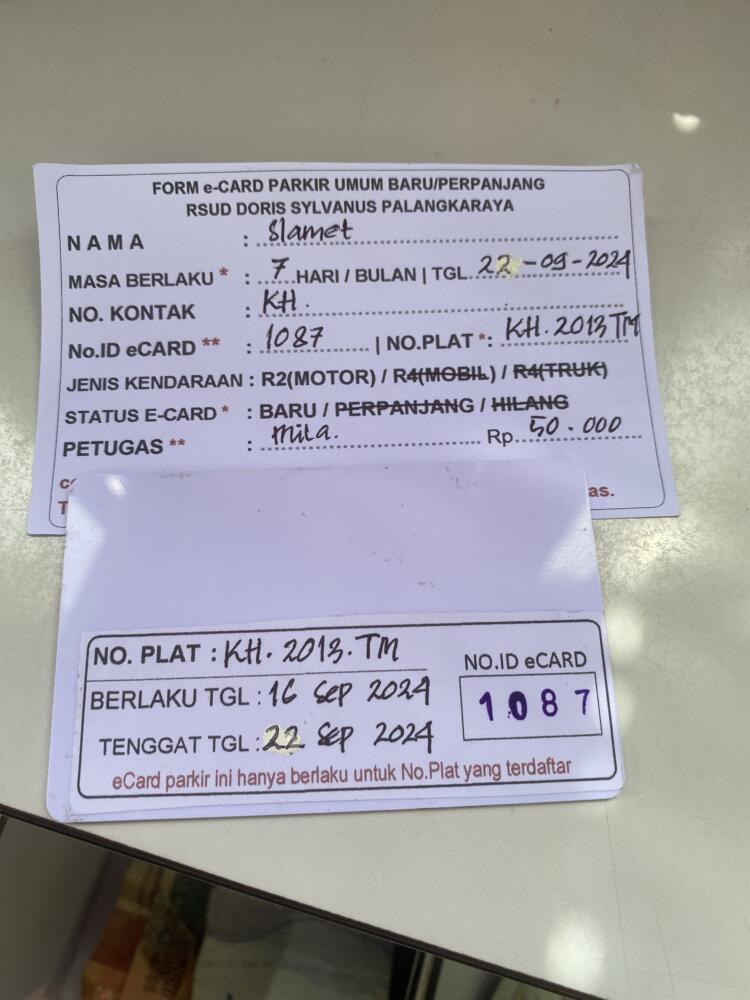 FORM e-CARD PARKIR UMUM BARU/PERPANJANG
RSUD DORIS SYLVANUS PALANGKARAYA
NAMA : Slamet
MASA BERLAKU * : 7 HARI / BULAN | TGL. 22-09-2024
NO. KONTAK : KH.
No.ID eCARD ** : 1087 | NO.PLAT *: KH. 2013 TM
JENIS KENDARAAN : R2(MOTOR) / R4(MOBIL) / R4(TRUK)
STATUS E-CARD * : BARU / PERPANJANG / HILANG
PETUGAS ** : Mila. Rp. 50.000
as.
NO. PLAT : KH. 2013. TM
NO.ID eCARD
BERLAKU TGL : 16 Sep 2024
1087
TENGGAT TGL : 22 Sep 2024
eCard parkir ini hanya berlaku untuk No.Plat yang terdaftar